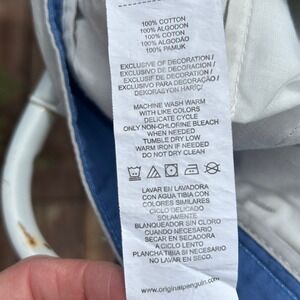 100% COTTON
100% ALGODON
100% COTON
100% ALGODÃO
100% PAMUK
EXCLUSIVE OF DECORATION/
EXCLUSIVO DE DECORACION/
EXCLUSIF DE DECORATION /
EXCLUSIVO PARA DECORAÇÃO/
DEKORASYON HARİÇ/
MACHINE WASH WARM
WITH LIKE COLORS
DELICATE CYCLE
ONLY NON-CHLORINE BLEACH
WHEN NEEDED
TUMBLE DRY LOW
WARM IRON IF NEEDED
DO NOT DRY CLEAN
LAVAR EN LAVADORA
CON AGUA TIBIA CON
COLORES SIMILARES
CICLO DELICADO
SOLAMENTE
BLANQUEADOR SIN CLORO
CUANDO NECESARIO
SECAR EN SECADORA
A CICLO LENTO
PLANCHA TIBIA SI NECESARIO
NO LAVAR EN SECO.
www.originalpenguin.com